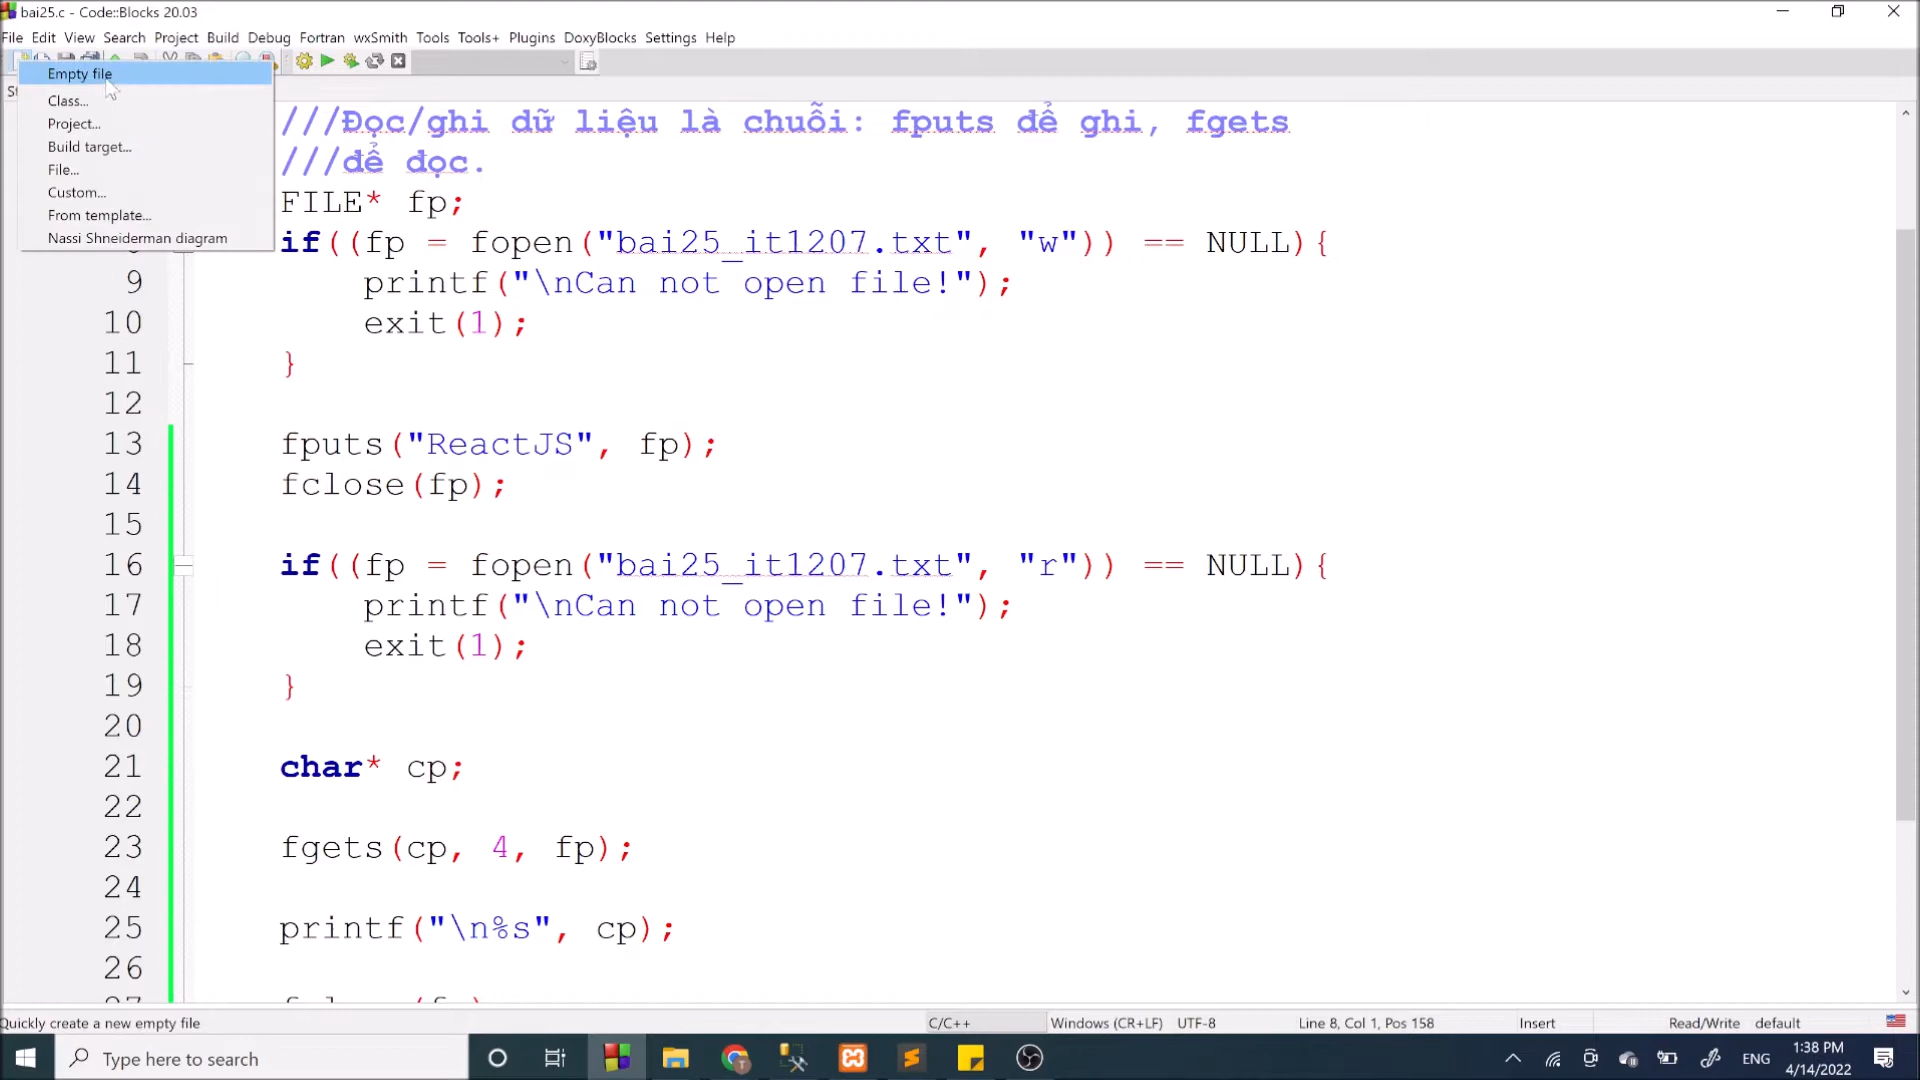 bai25.c - Code::Blocks 20.03
File Edit View Search Project Build Debug Fortran wxSmith Tools Tools+ Plugins DoxyBlocks Settings Help
Empty file
Class...
Project...
Build target...
File...
Custom...
From template...
Nassi Shneiderman diagram
///Đọc/ghi dữ liệu là chuỗi: fputs để ghi, fgets
///để đọc.
FILE* fp;
if((fp = fopen("bai25_it1207.txt", "w")) == NULL){
9 printf("\nCan not open file!");
10 exit(1);
11 }
12
13 fputs("ReactJS", fp);
14 fclose(fp);
15
16 if((fp = fopen("bai25_it1207.txt", "r")) == NULL){
17 printf("\nCan not open file!");
18 exit(1);
19 }
20
21 char* cp;
22
23 fgets(cp, 4, fp);
24
25 printf("\n%s", cp);
26
Quickly create a new empty file C/C++ Windows (CR+LF) UTF-8 Line 8, Col 1, Pos 158 Insert Read/Write default
Type here to search
ENG
1:38 PM
4/14/2022